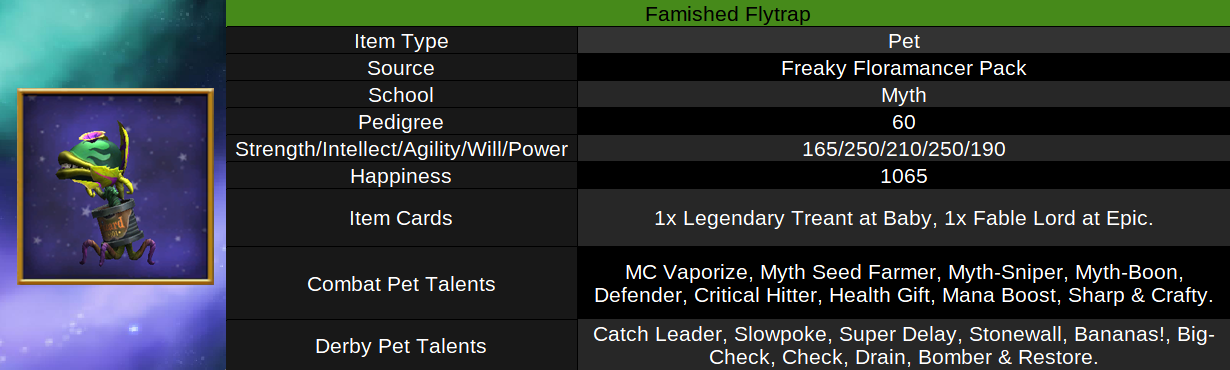 Famished Flytrap
Item Type Pet
Source Freaky Floramancer Pack
School Myth
Pedigree 60
Strength/Intellect/Agility/Will/Power 165/250/210/250/190
Happiness 1065
Item Cards 1x Legendary Treant at Baby, 1x Fable Lord at Epic.
Combat Pet Talents
MC Vaporize, Myth Seed Farmer, Myth-Sniper, Myth-Boon,
Defender, Critical Hitter, Health Gift, Mana Boost, Sharp & Crafty.
Derby Pet Talents
Catch Leader, Slowpoke, Super Delay, Stonewall, Bananas!, Big-
Check, Check, Drain, Bomber & Restore.